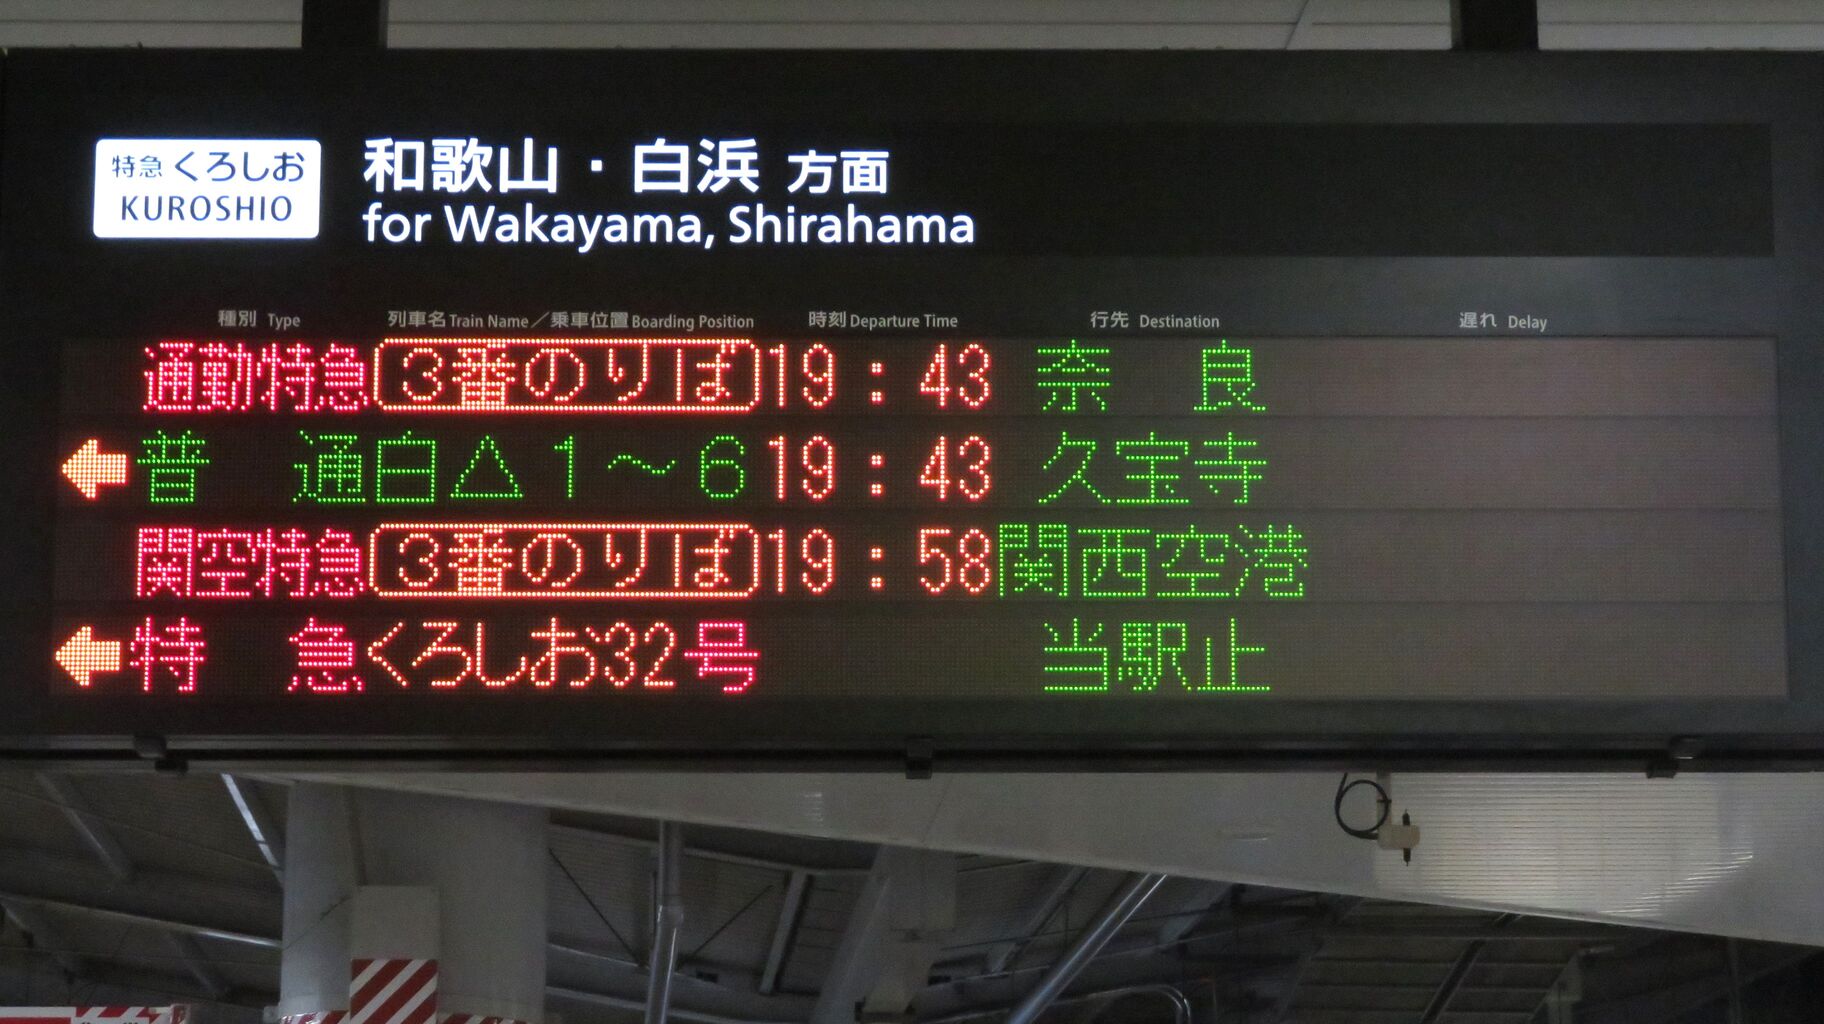 特急 くろしお
KUROSHIO
和歌山・白浜 方面
for Wakayama, Shirahama
種別 Type 列車名 Train Name/乗車位置 Boarding Position 時刻 Departure Time 行先 Destination 遅れ Delay
通勤特急 3番のりば 19:43 奈良
←普通 白△1~6 19:43 久宝寺
関空特急 3番のりば 19:58 関西空港
←特急 くろしお32号 当駅止